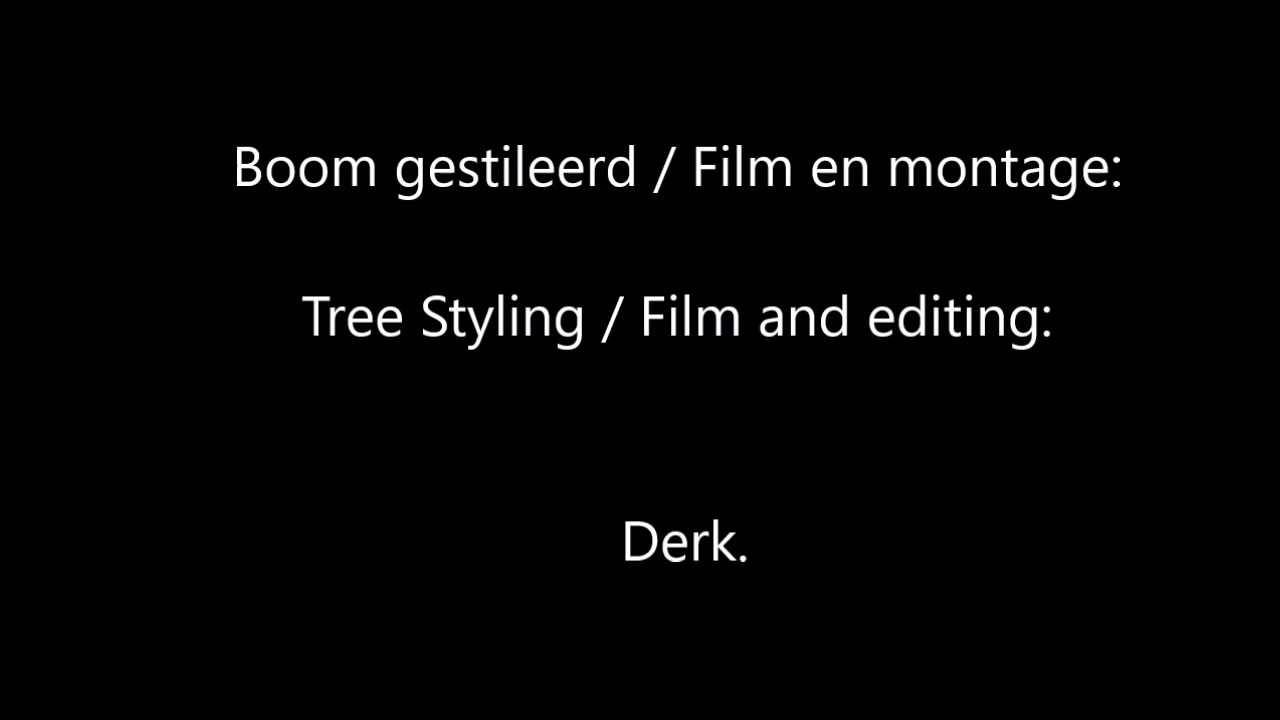 Boom gestileerd / Film en montage:
Tree Styling / Film and editing:
Derk.